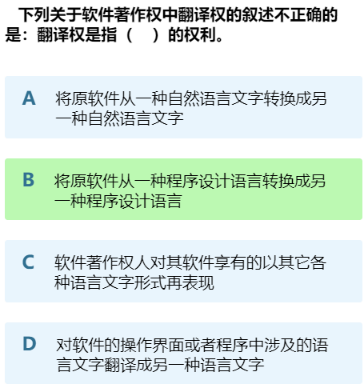 下列关于软件著作权中翻译权的叙述不正确的
是：翻译权是指（　）的权利。
A 将原软件从一种自然语言文字转换成另
一种自然语言文字
B 将原软件从一种程序设计语言转换成另
一种程序设计语言
C 软件著作权人对其软件享有的以其它各
种语言文字形式再表现
D 对软件的操作界面或者程序中涉及的语
言文字翻译成另一种语言文字